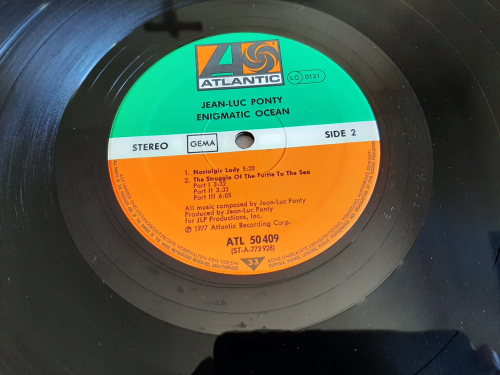 ATLANTIC
LC 0121
JEAN-LUC PONTY
ENIGMATIC OCEAN
STEREO GEMA SIDE 2
1. Nostalgic Lady 5:22
2. The Struggle Of The Turtle To The Sea
Part I 3:32
Part II 3:33
Part III 6:05
All music composed by Jean-Luc Ponty
Produced by Jean-Luc Ponty
for JLP Productions, Inc.
Ⓟ 1977 Atlantic Recording Corp.
ATL 50409
(ST-A-773 928)
33